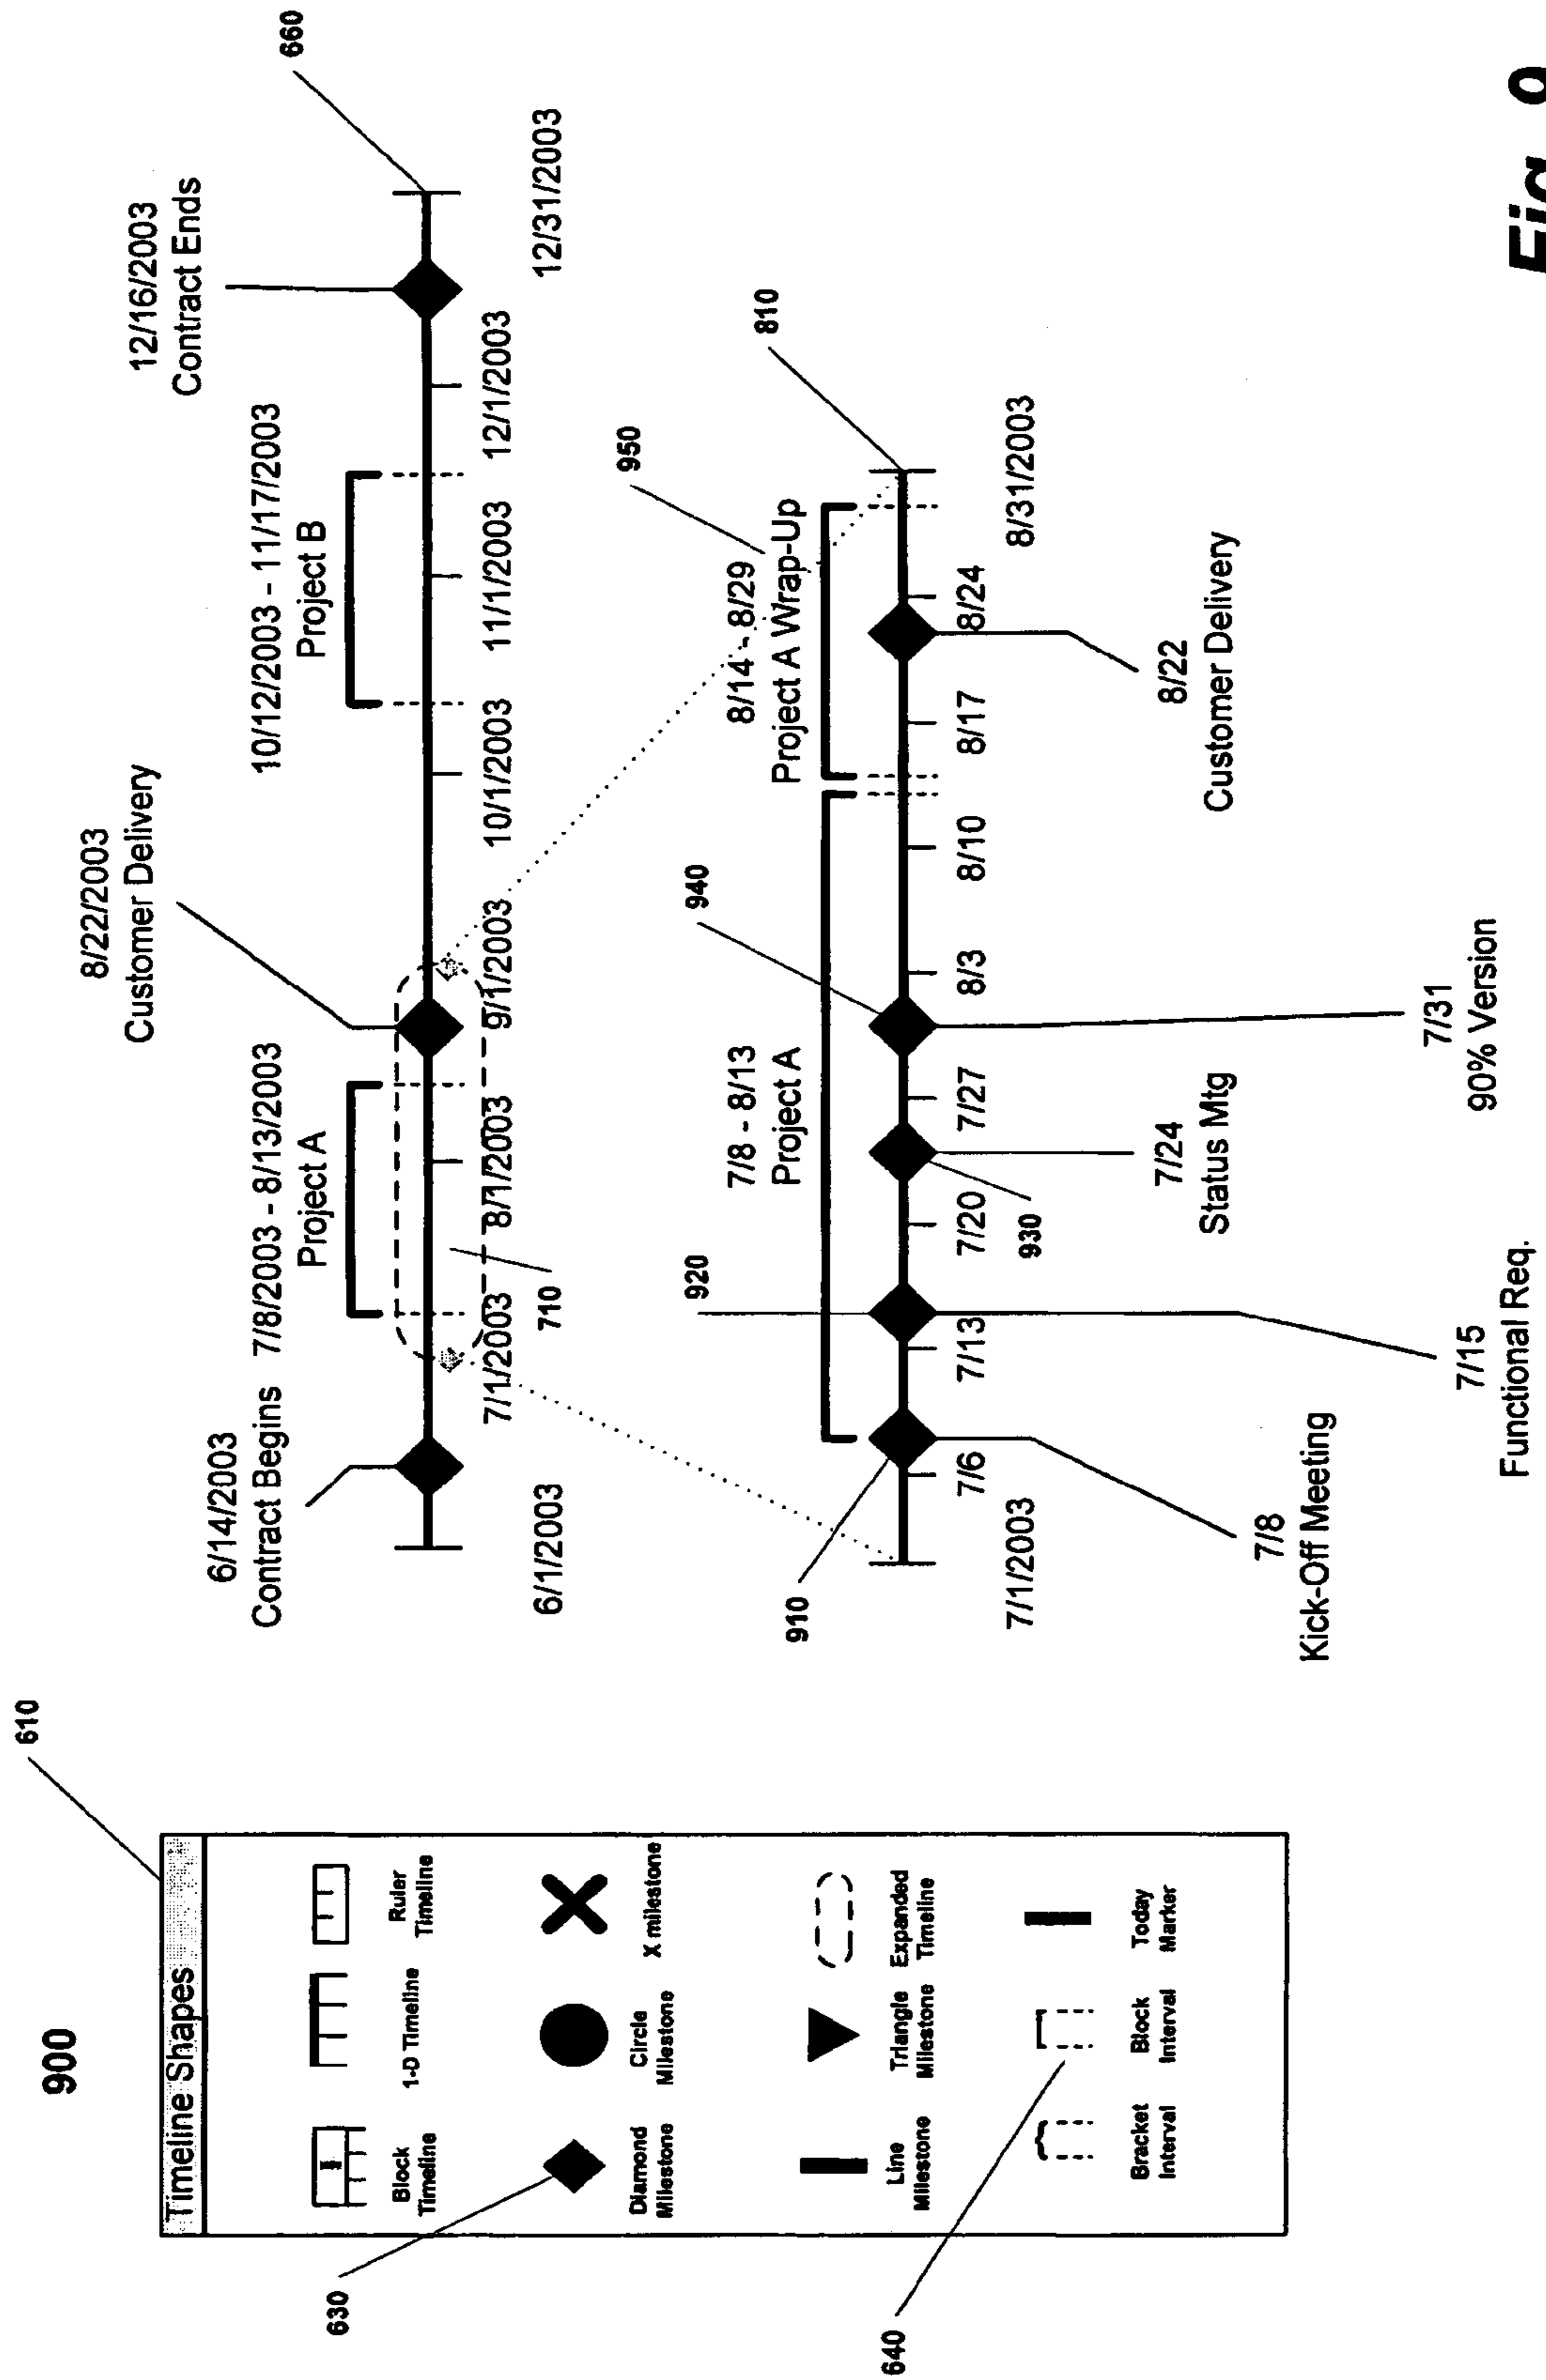 900
610
Timeline Shapes
Block
Timeline
1-D Timeline
Ruler
Timeline
630
Diamond
Milestone
Circle
Milestone
X milestone
Line
Milestone
Triangle
Milestone
Expanded
Timeline
640
Bracket
Interval
Block
Interval
Today
Marker
6/14/2003
Contract Begins
7/8/2003 - 8/13/2003
Project A
8/22/2003
Customer Delivery
10/12/2003 - 11/17/2003
Project B
12/16/2003
Contract Ends
660
6/1/2003
7/1/2003
8/1/2003
9/1/2003
10/1/2003
11/1/2003
12/1/2003
12/31/2003
710
910
920
7/8 - 8/13
Project A
940
8/14 - 8/29
Project A Wrap-Up
950
810
7/1/2003
7/6
7/13
7/20
7/27
8/3
8/10
8/17
8/24
8/31/2003
930
7/8
Kick-Off Meeting
7/15
Functional Req.
7/24
Status Mtg
7/31
90% Version
8/22
Customer Delivery
Fig. 9